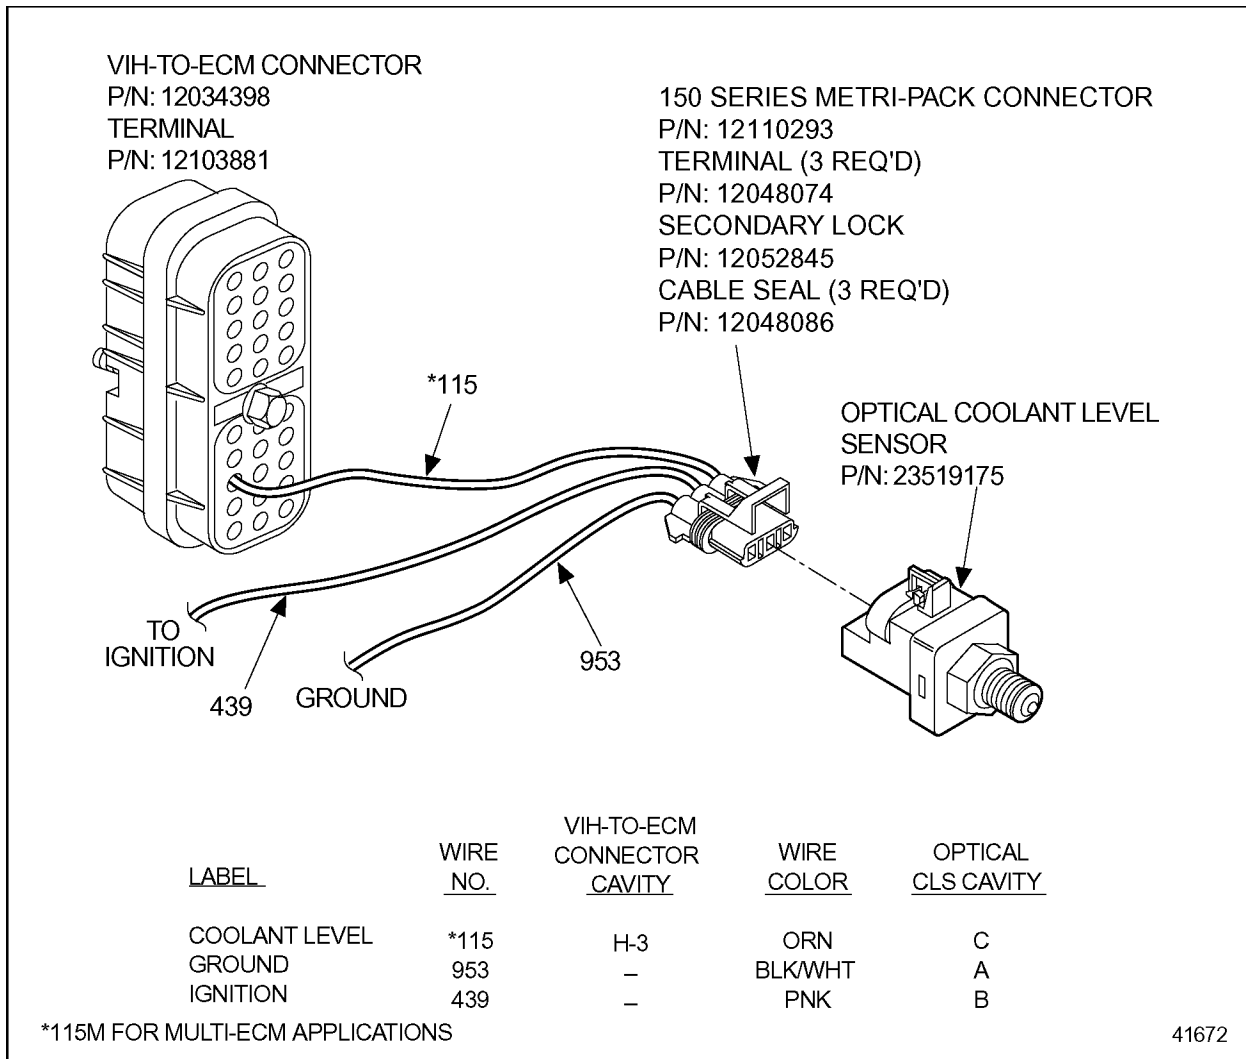 VIH-TO-ECM CONNECTOR
P/N: 12034398
TERMINAL
P/N: 12103881
150 SERIES METRI-PACK CONNECTOR
P/N: 12110293
TERMINAL (3 REQ'D)
P/N: 12048074
SECONDARY LOCK
P/N: 12052845
CABLE SEAL (3 REQ'D)
P/N: 12048086
*115
OPTICAL COOLANT LEVEL
SENSOR
P/N: 23519175
TO
IGNITION
439
GROUND
953
LABEL
WIRE
NO.
VIH-TO-ECM
CONNECTOR
CAVITY
WIRE
COLOR
OPTICAL
CLS CAVITY
COOLANT LEVEL *115 H-3 ORN C
GROUND 953 – BLK/WHT A
IGNITION 439 – PNK B
*115M FOR MULTI-ECM APPLICATIONS
41672